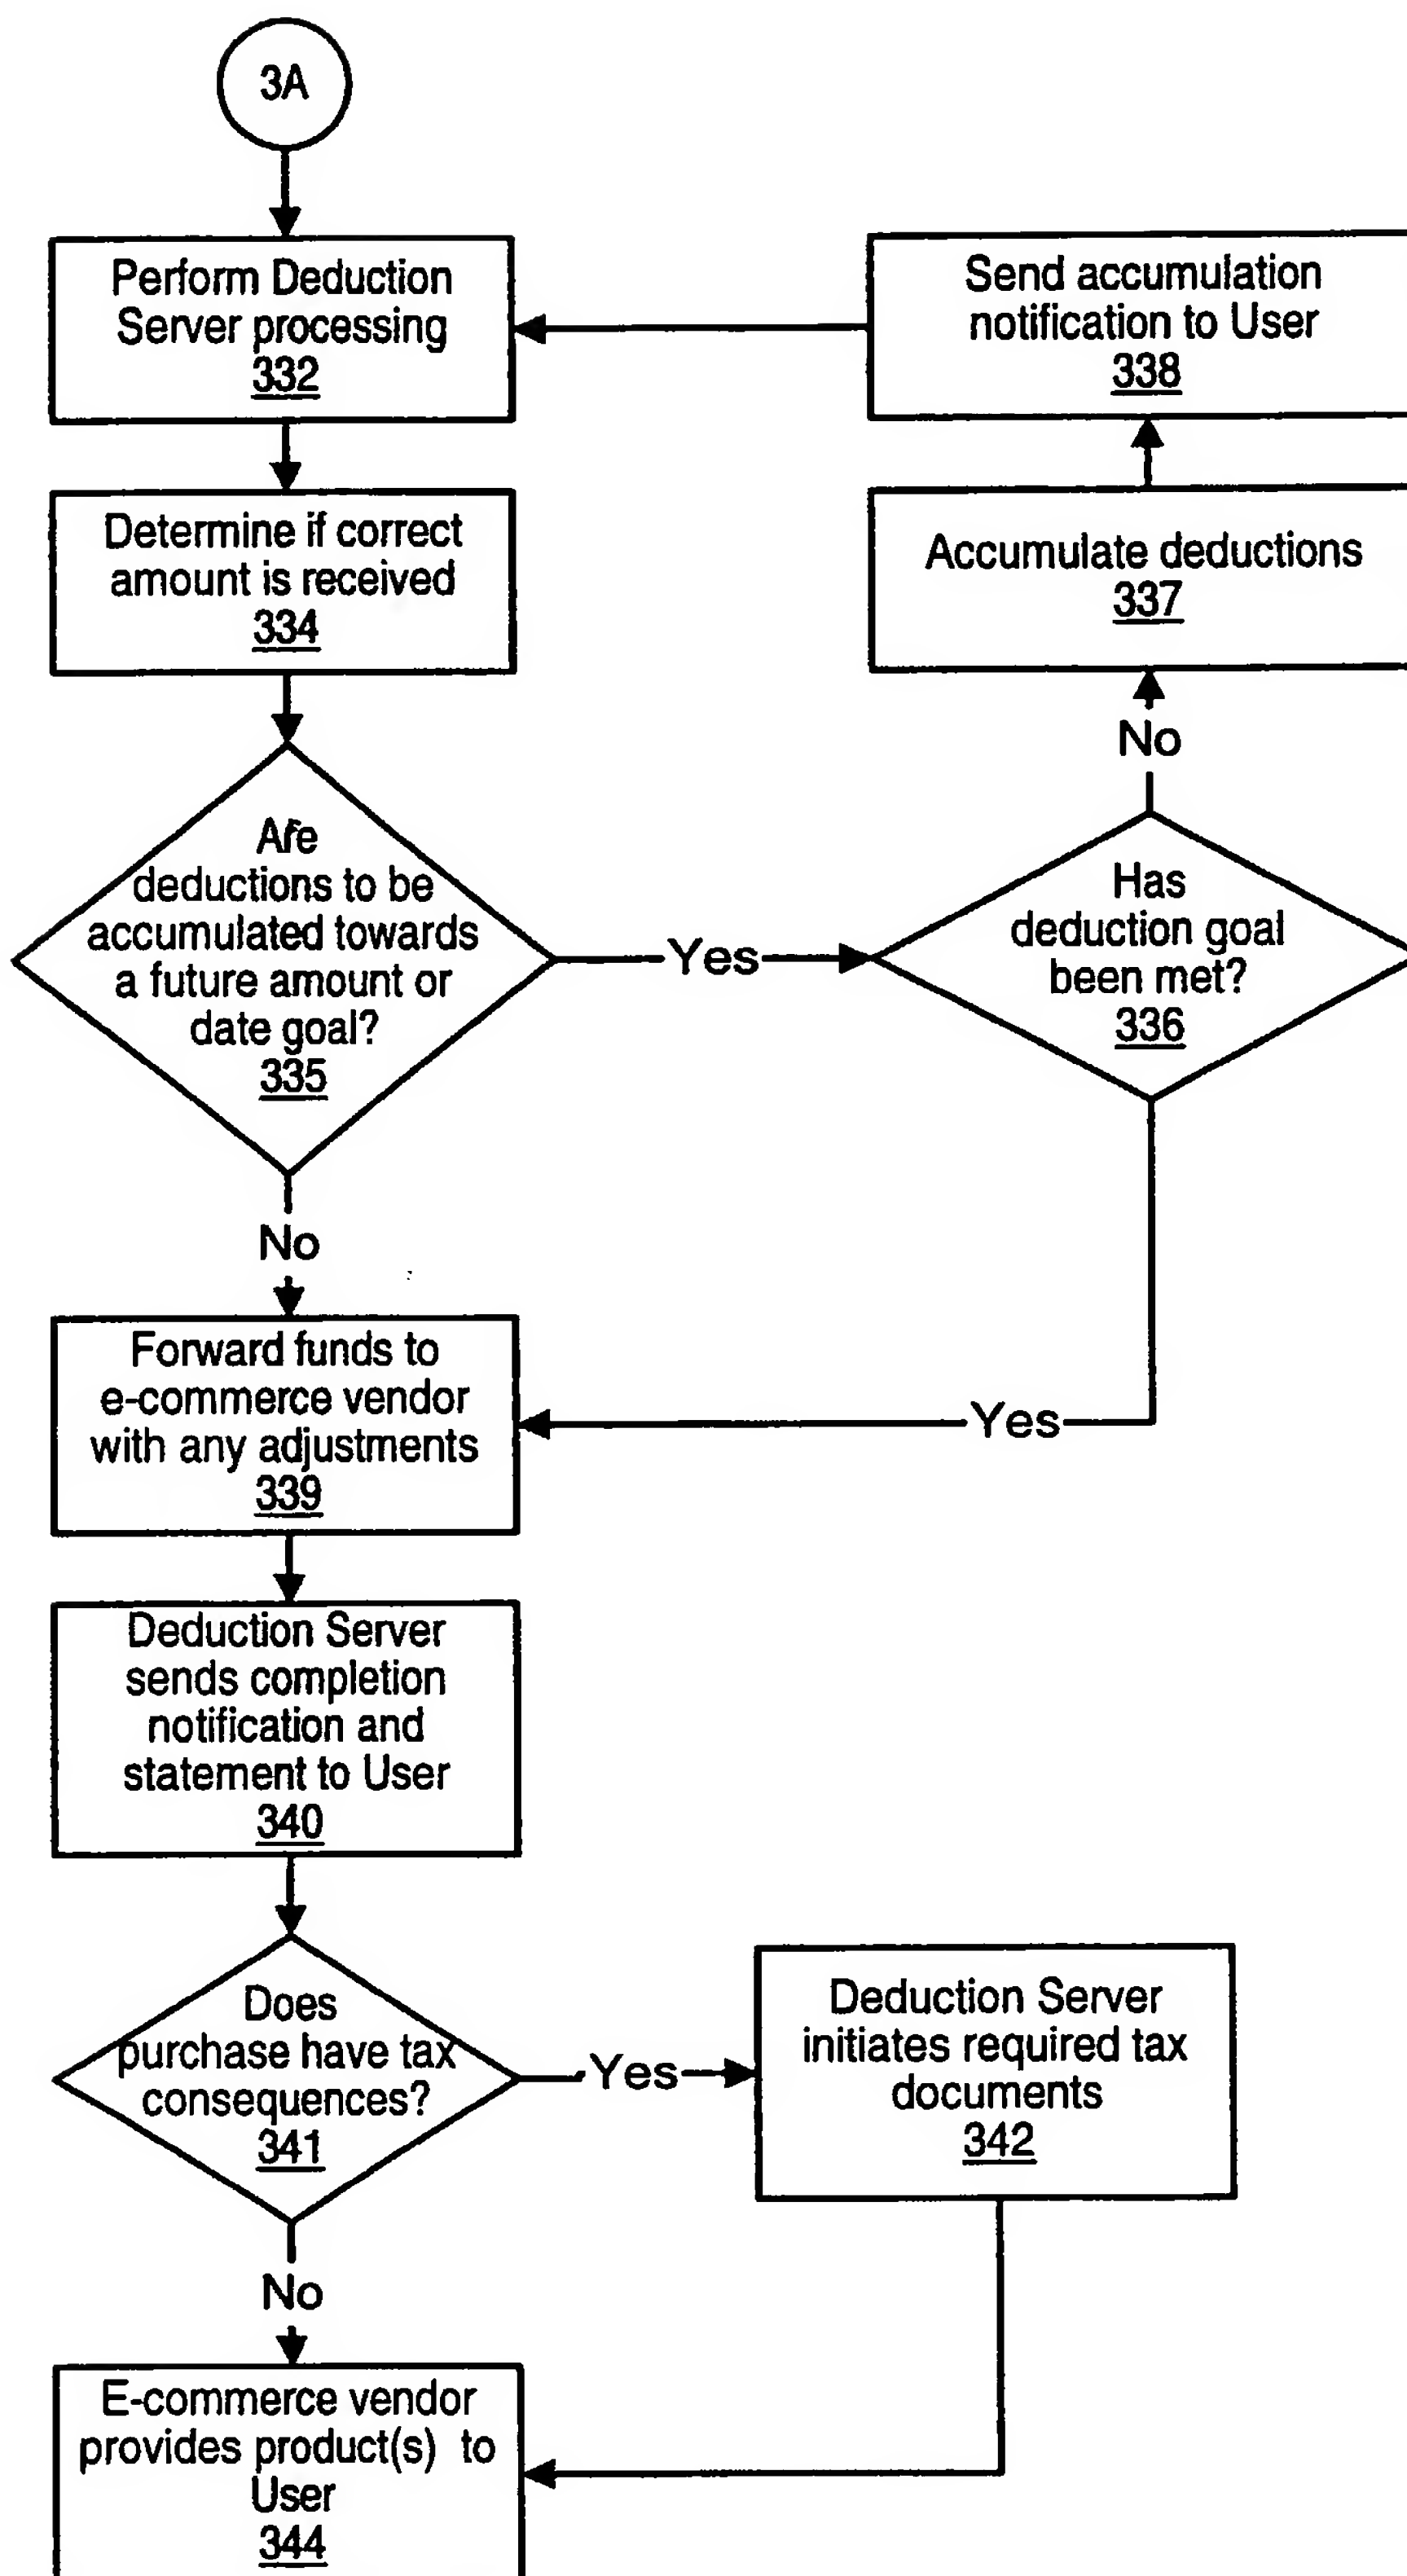 3A
Perform Deduction
Server processing
332
Send accumulation
notification to User
338
Determine if correct
amount is received
334
Accumulate deductions
337
No
Are
deductions to be
accumulated towards
a future amount or
date goal?
335
Yes
Has
deduction goal
been met?
336
No
Forward funds to
e-commerce vendor
with any adjustments
339
Yes
Deduction Server
sends completion
notification and
statement to User
340
Does
purchase have tax
consequences?
341
Yes
Deduction Server
initiates required tax
documents
342
No
E-commerce vendor
provides product(s) to
User
344